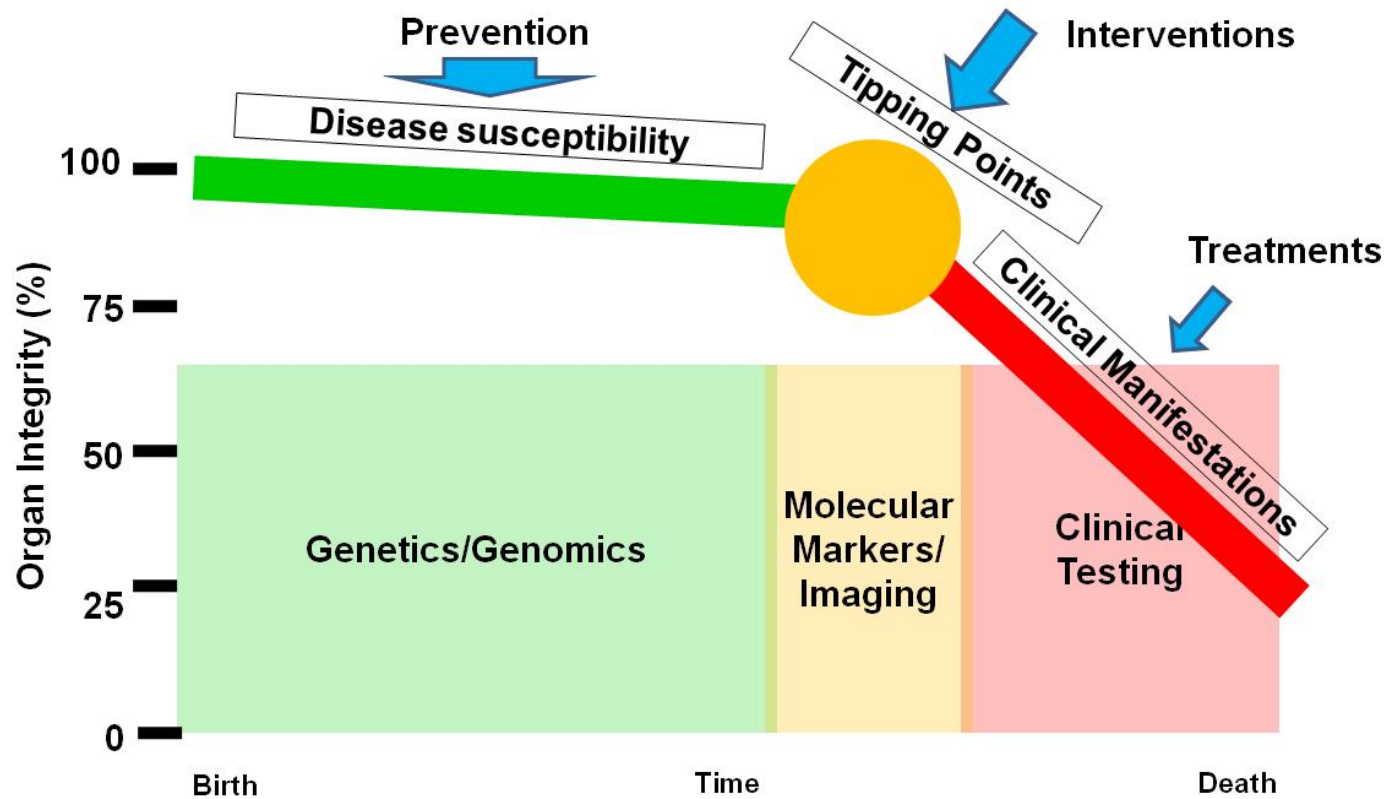 Prevention
Interventions
Tipping Points
Disease susceptibility
100
Treatments
Clinical Manifestations
75
Organ Integrity (%)
50
Genetics/Genomics
Molecular
Markers/
Imaging
Clinical
Testing
25
0
Birth
Time
Death